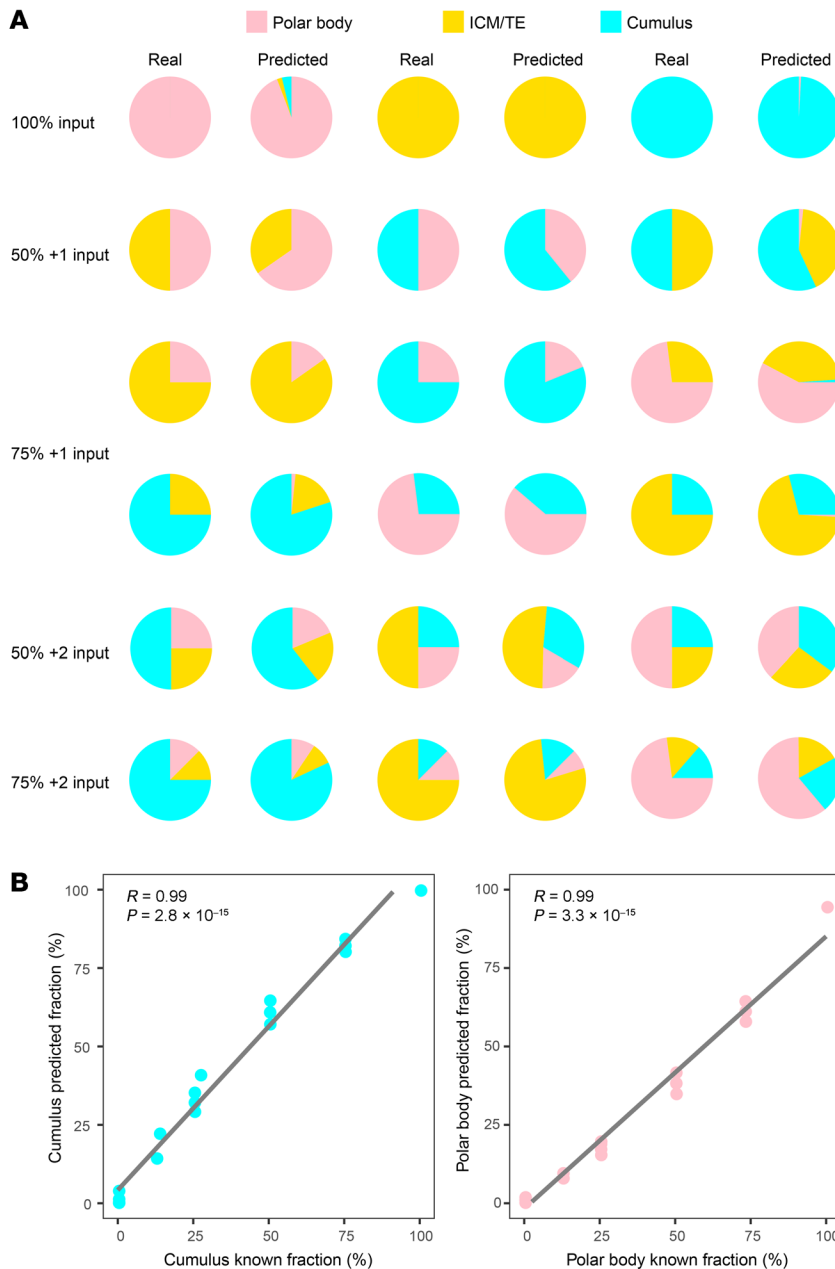 A
Polar body ICM/TE Cumulus
Real Predicted Real Predicted Real Predicted
100% input
50% +1 input
75% +1 input
50% +2 input
75% +2 input
B
R = 0.99
P = 2.8 × 10⁻¹⁵
Cumulus predicted fraction (%)
100
75
50
25
0
0 25 50 75 100
Cumulus known fraction (%)
R = 0.99
P = 3.3 × 10⁻¹⁵
Polar body predicted fraction (%)
100
75
50
25
0
0 25 50 75 100
Polar body known fraction (%)